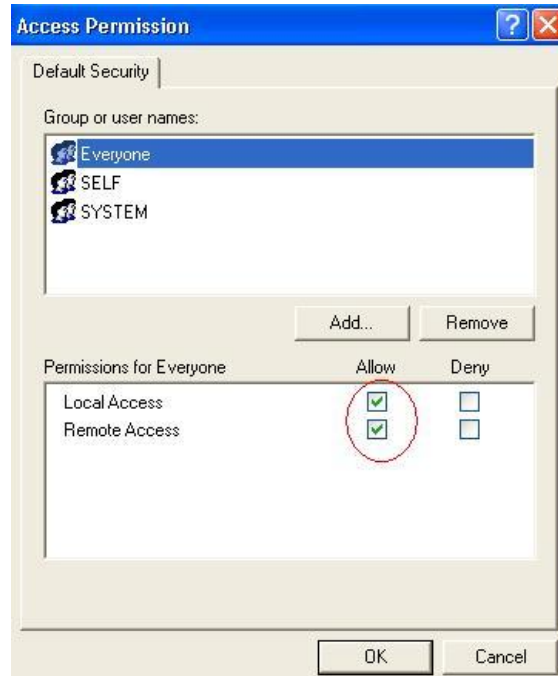 Access Permission
Default Security
Group or user names:
Everyone
SELF
SYSTEM
Add... Remove
Permissions for Everyone Allow Deny
Local Access
Remote Access
OK Cancel